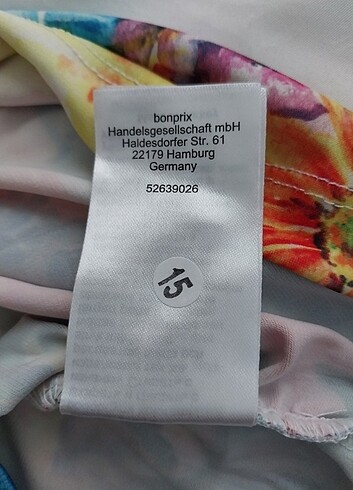 bonprix
Handelsgesellschaft mbH
Haldesdorfer Str. 61
22179 Hamburg
Germany
52639026
15